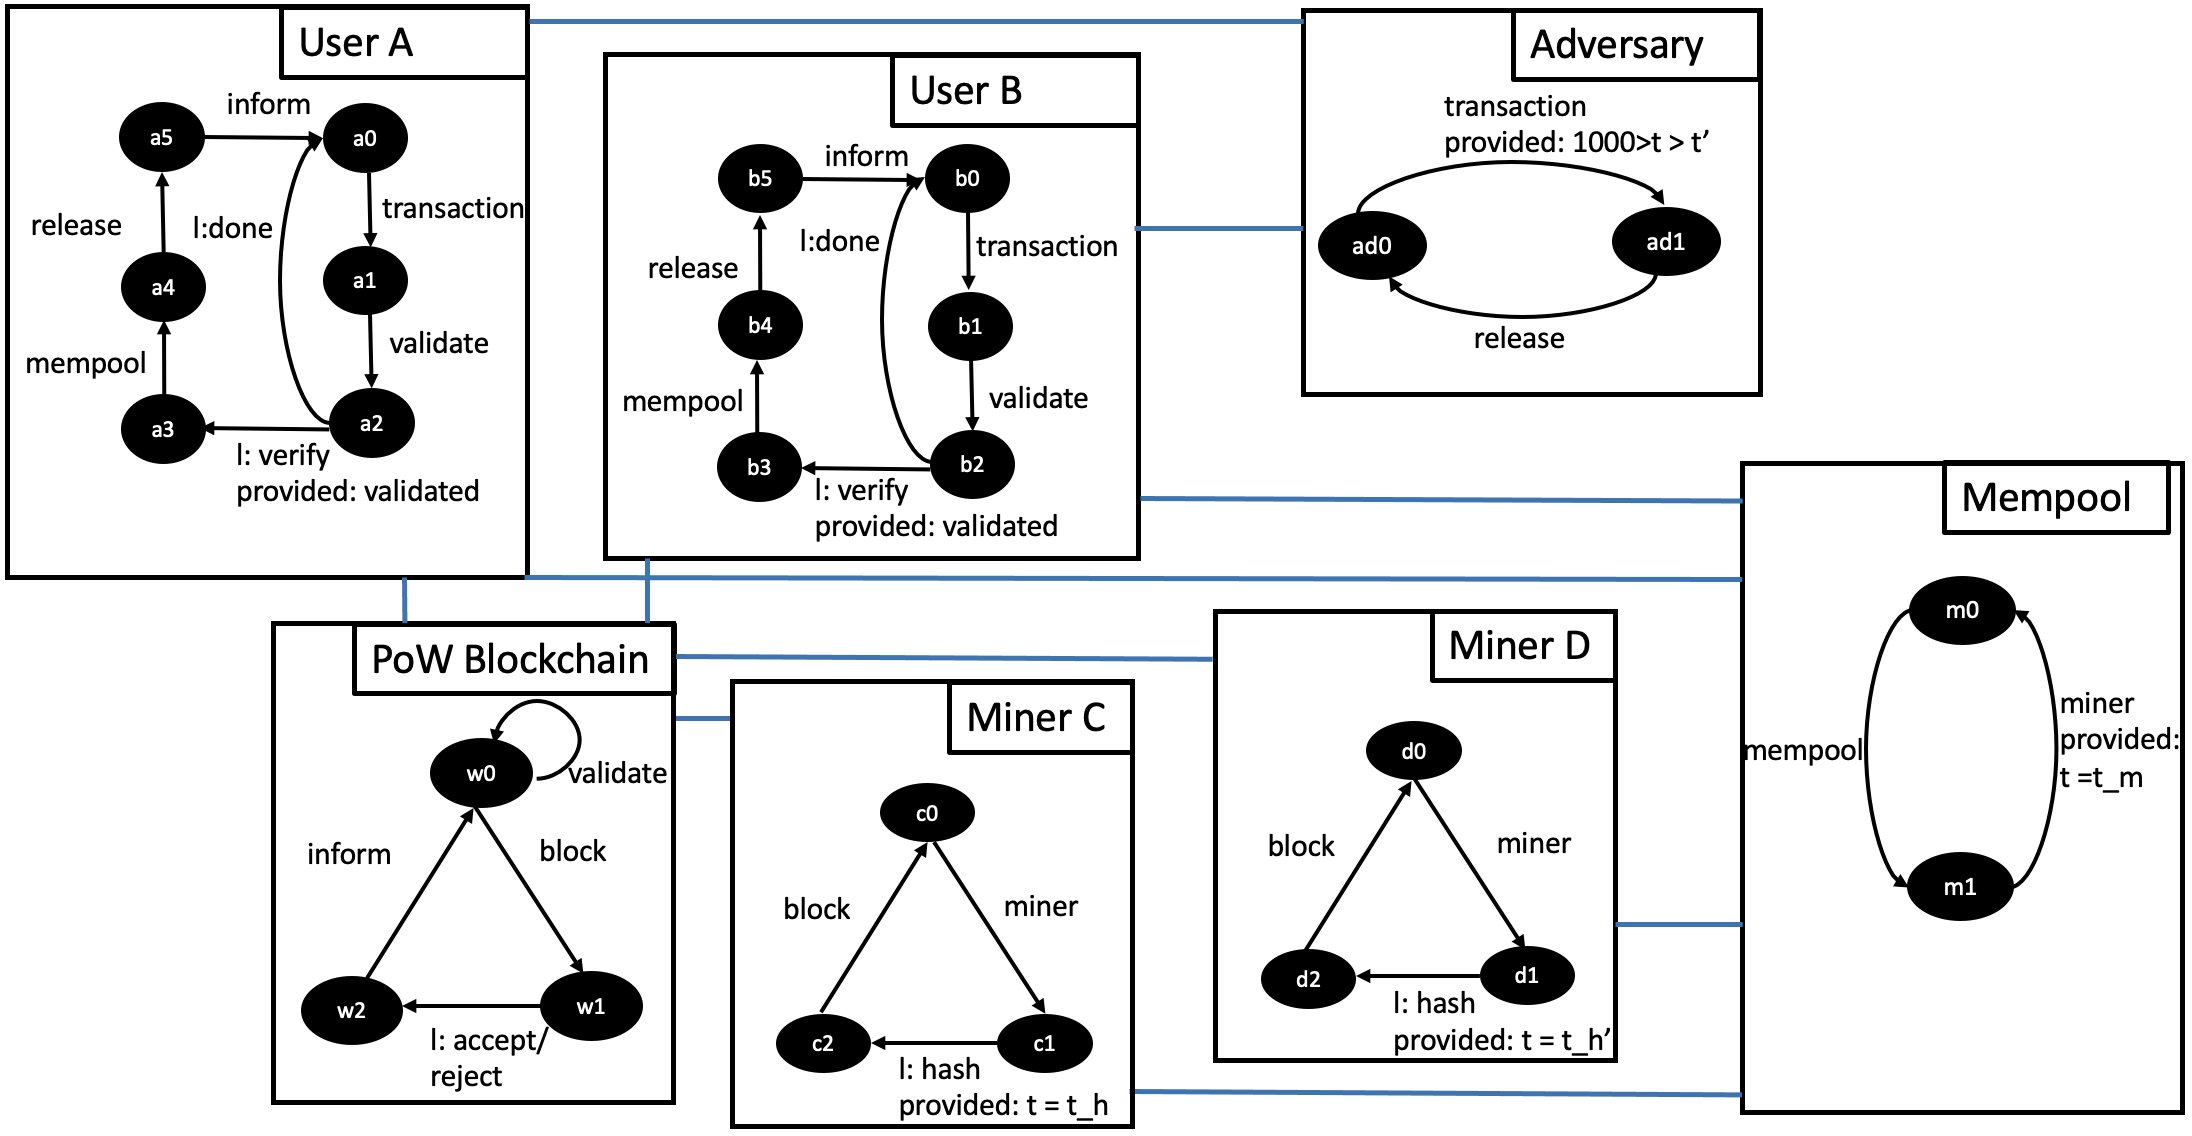 User A
inform
a5
a0
release
l:done
transaction
a4
a1
mempool
validate
a3
a2
l: verify
provided: validated
User B
inform
b5
b0
release
l:done
transaction
b4
b1
mempool
validate
b3
b2
l: verify
provided: validated
Adversary
transaction
provided: 1000>t > t’
ad0
ad1
release
Mempool
m0
mempool
miner
provided:
t =t_m
m1
PoW Blockchain
w0
validate
inform
block
w2
w1
l: accept/
reject
Miner C
c0
block
miner
c2
c1
l: hash
provided: t = t_h
Miner D
d0
block
miner
d2
d1
l: hash
provided: t = t_h’